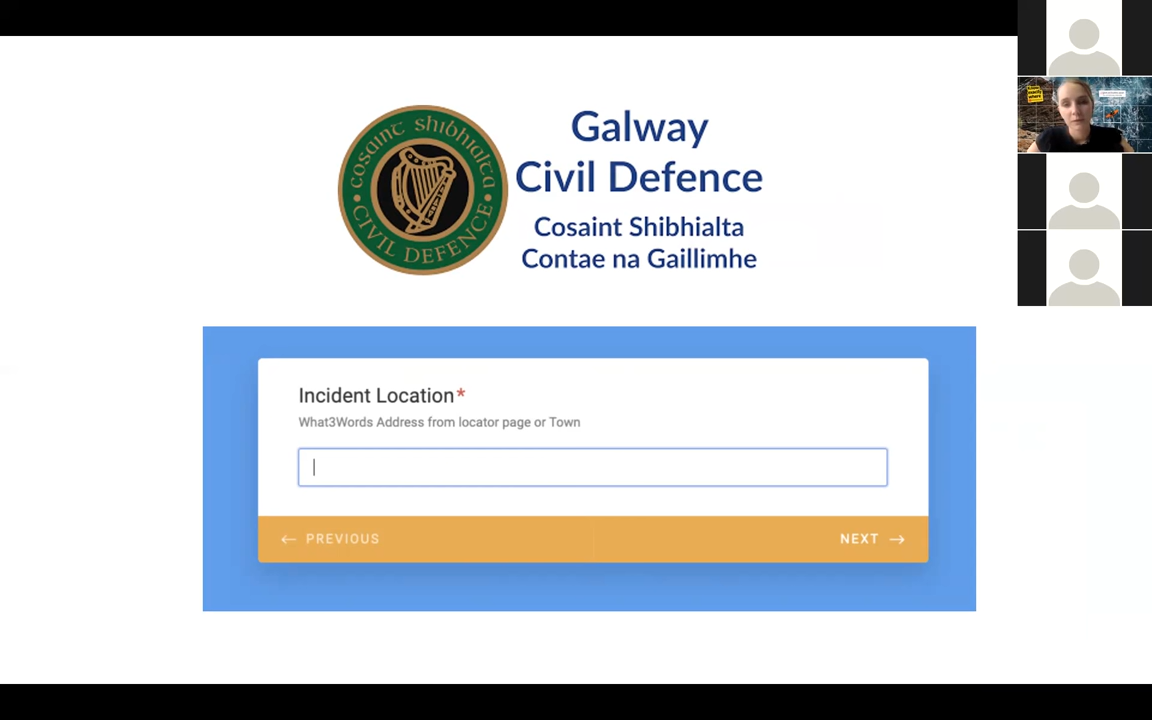 cosaint shibhialta
CIVIL DEFENCE
Galway
Civil Defence
Cosaint Shibhialta
Contae na Gaillimhe
Incident Location*
What3Words Address from locator page or Town
← PREVIOUS
NEXT →